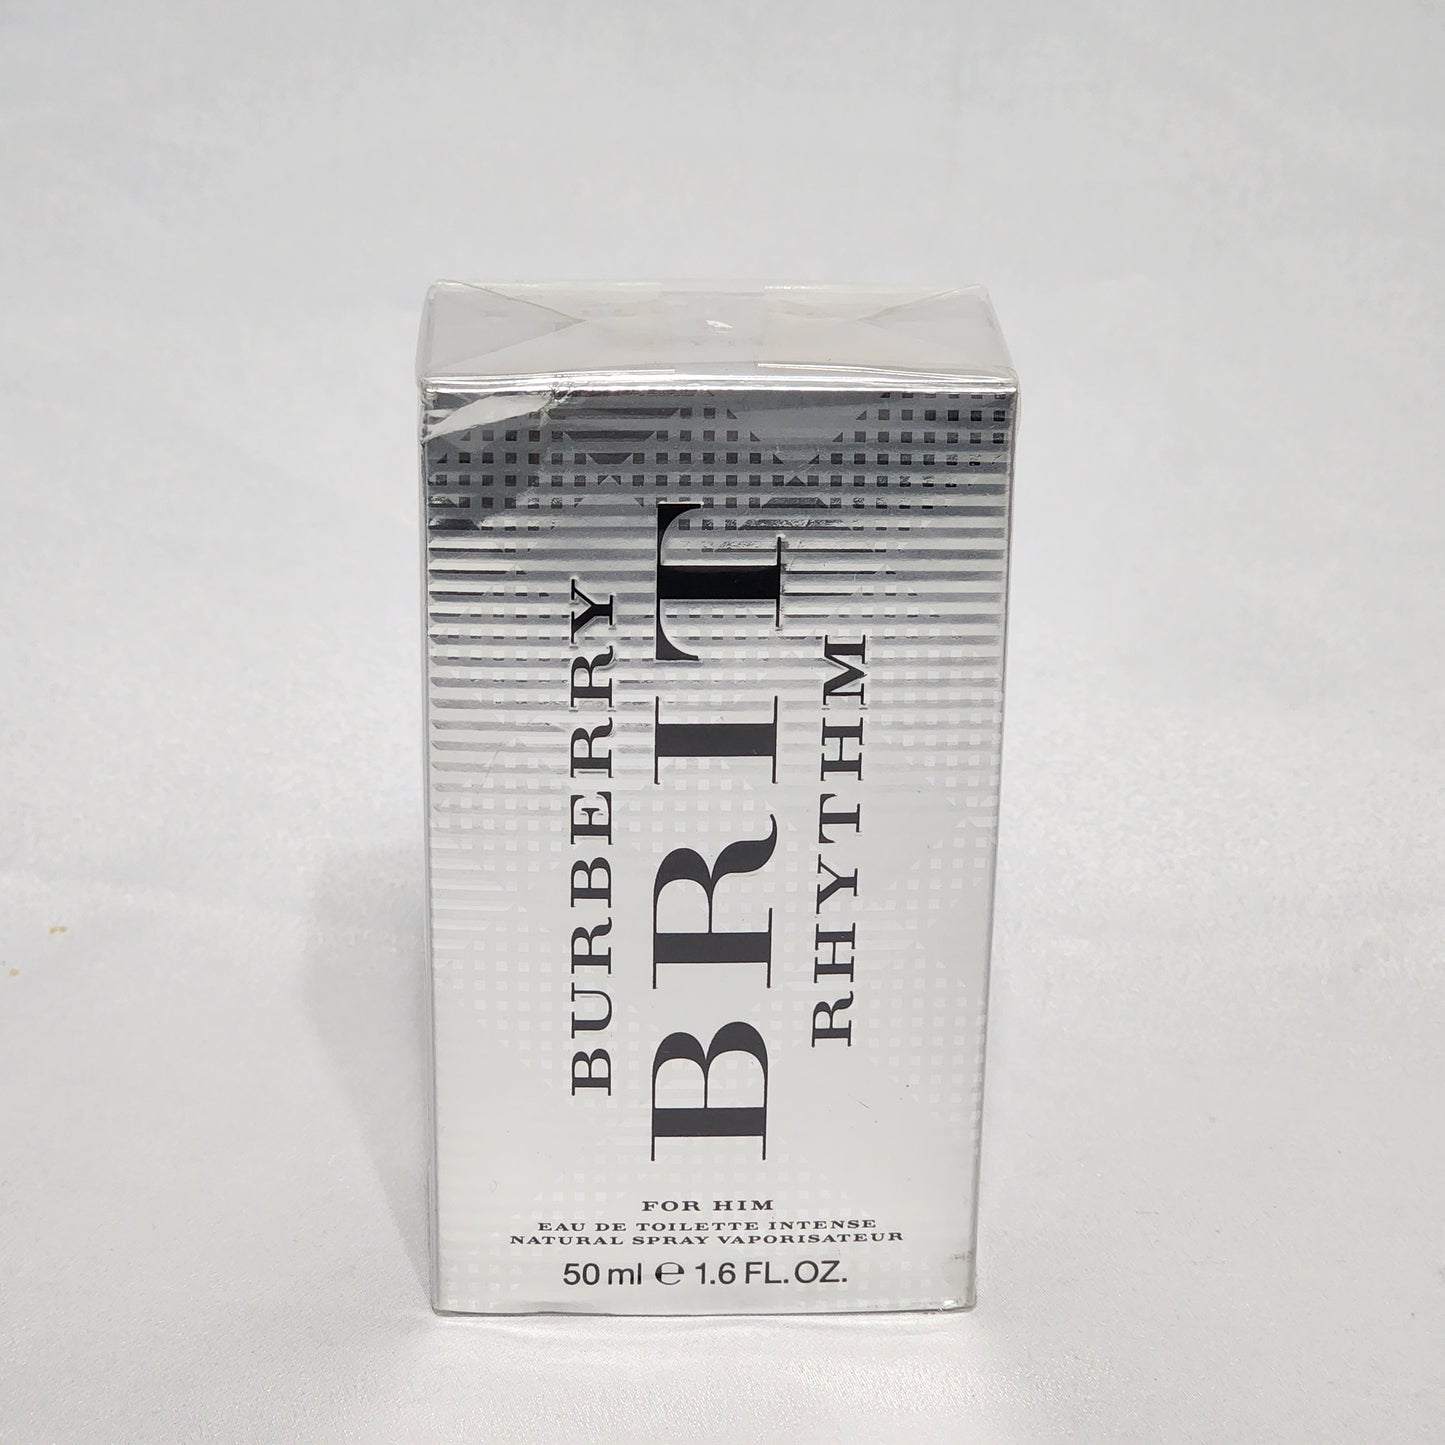 BURBERRY
BRIT
RHYTHM
FOR HIM
EAU DE TOILETTE INTENSE
NATURAL SPRAY VAPORISATEUR
50 ml ℮ 1.6 FL. OZ.